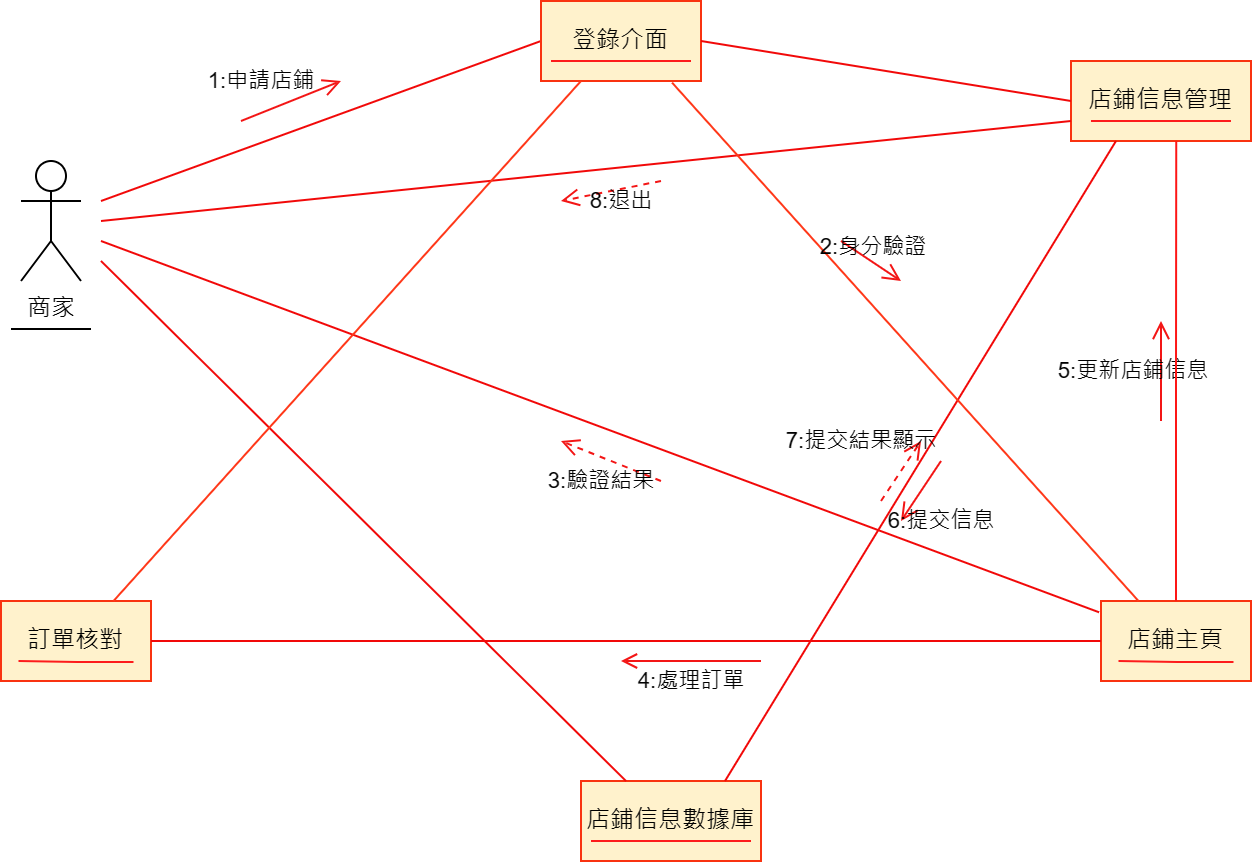 登錄介面
1:申請店鋪
店鋪信息管理
8:退出
2:身分驗證
商家
5:更新店鋪信息
7:提交結果顯示
3:驗證結果
6:提交信息
訂單核對
店鋪主頁
4:處理訂單
店鋪信息數據庫